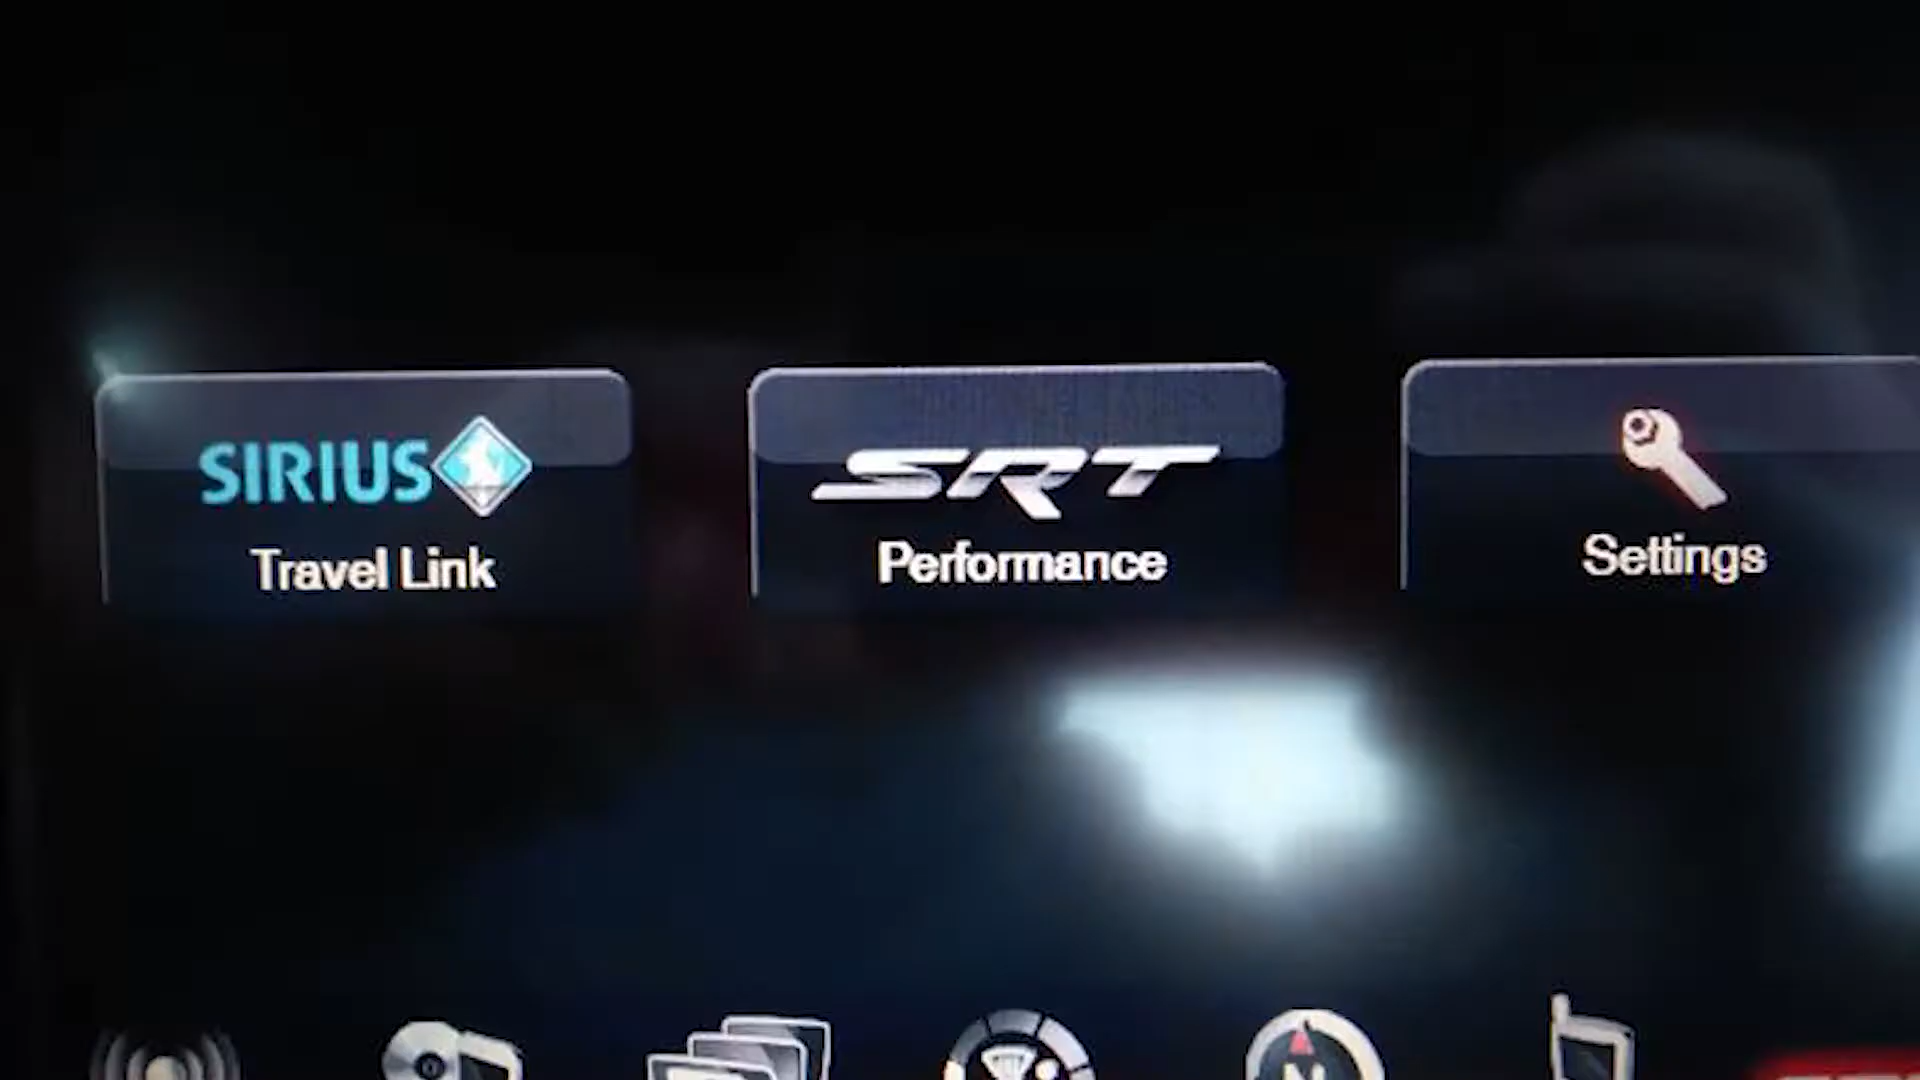 SIRIUS
Travel Link
SRT
Performance
Settings
N